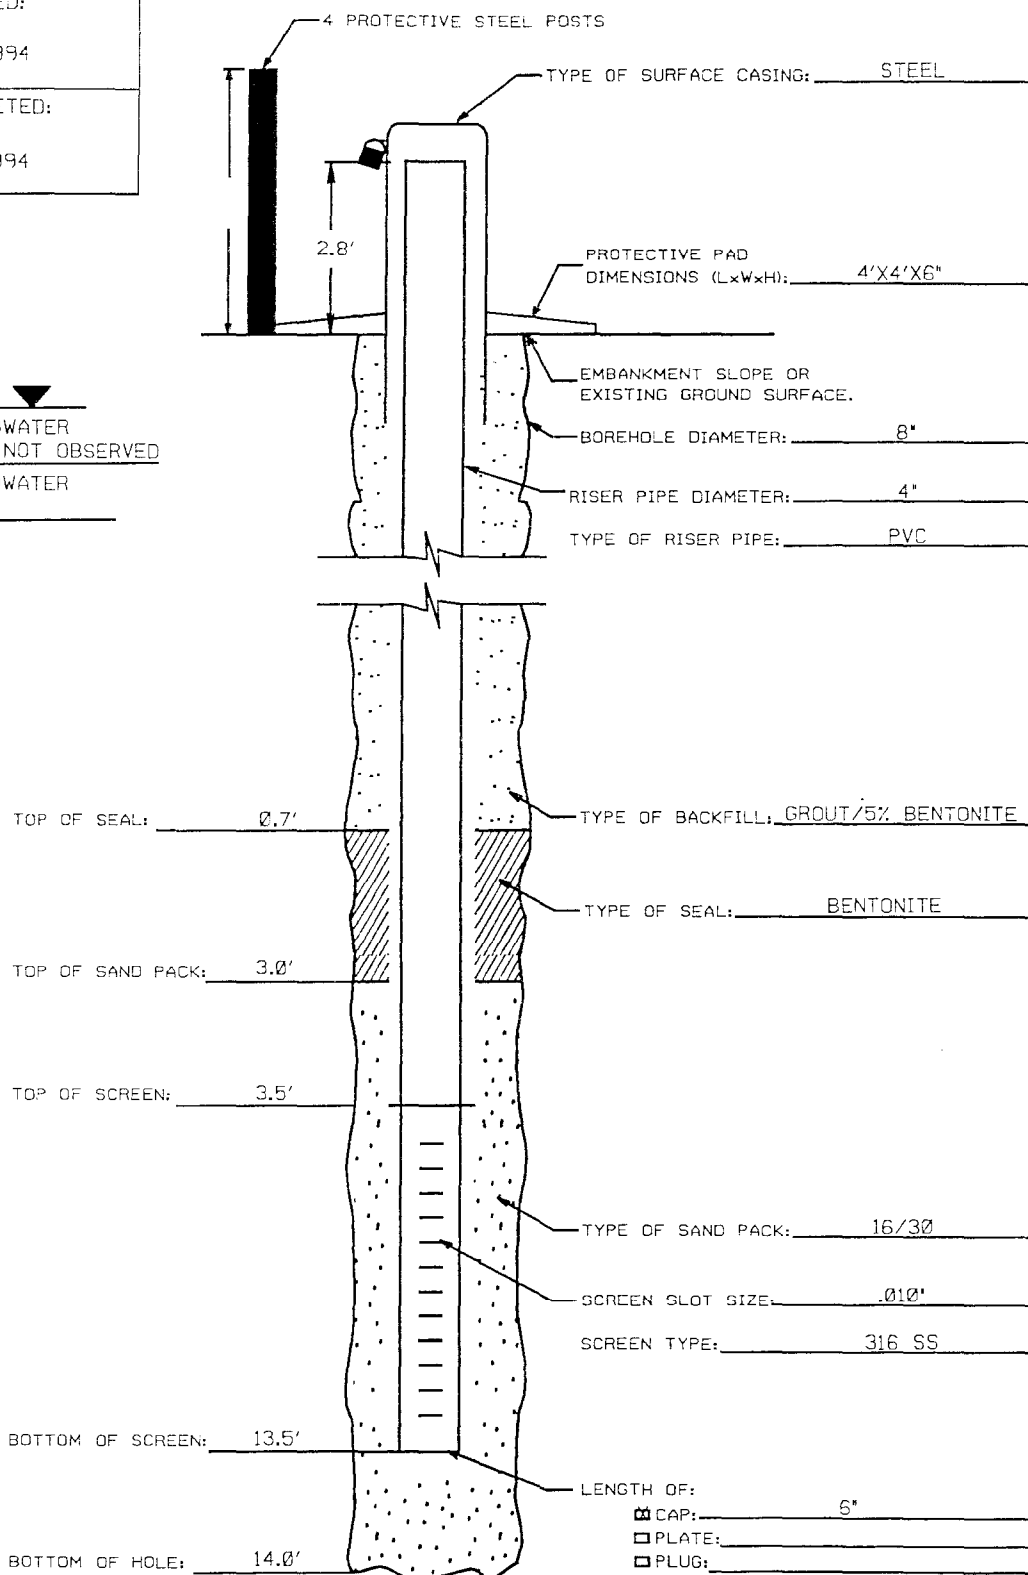 4 PROTECTIVE STEEL POSTS
994
TYPE OF SURFACE CASING: STEEL
994
2.8'
PROTECTIVE PAD
DIMENSIONS (LxWxH): 4'X4'X6"
EMBANKMENT SLOPE OR
EXISTING GROUND SURFACE.
WATER
NOT OBSERVED
BOREHOLE DIAMETER: 8"
WATER
RISER PIPE DIAMETER: 4"
TYPE OF RISER PIPE: PVC
TOP OF SEAL: 0.7'
TYPE OF BACKFILL: GROUT/5% BENTONITE
TYPE OF SEAL: BENTONITE
TOP OF SAND PACK: 3.0'
TOP OF SCREEN: 3.5'
TYPE OF SAND PACK: 16/30
SCREEN SLOT SIZE: .010"
SCREEN TYPE: 316 SS
BOTTOM OF SCREEN: 13.5'
LENGTH OF:
CAP: 6"
PLATE:
PLUG:
BOTTOM OF HOLE: 14.0'